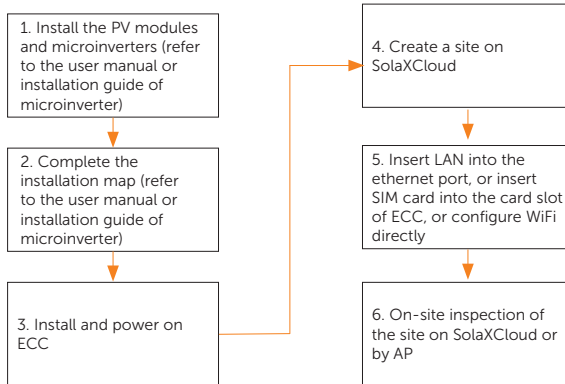 1. Install the PV modules
and microinverters (refer
to the user manual or
installation guide of
microinverter)
2. Complete the
installation map (refer
to the user manual or
installation guide of
microinverter)
3. Install and power on
ECC
4. Create a site on
SolaXCloud
5. Insert LAN into the
ethernet port, or insert
SIM card into the card slot
of ECC, or configure WiFi
directly
6. On-site inspection of
the site on SolaXCloud or
by AP